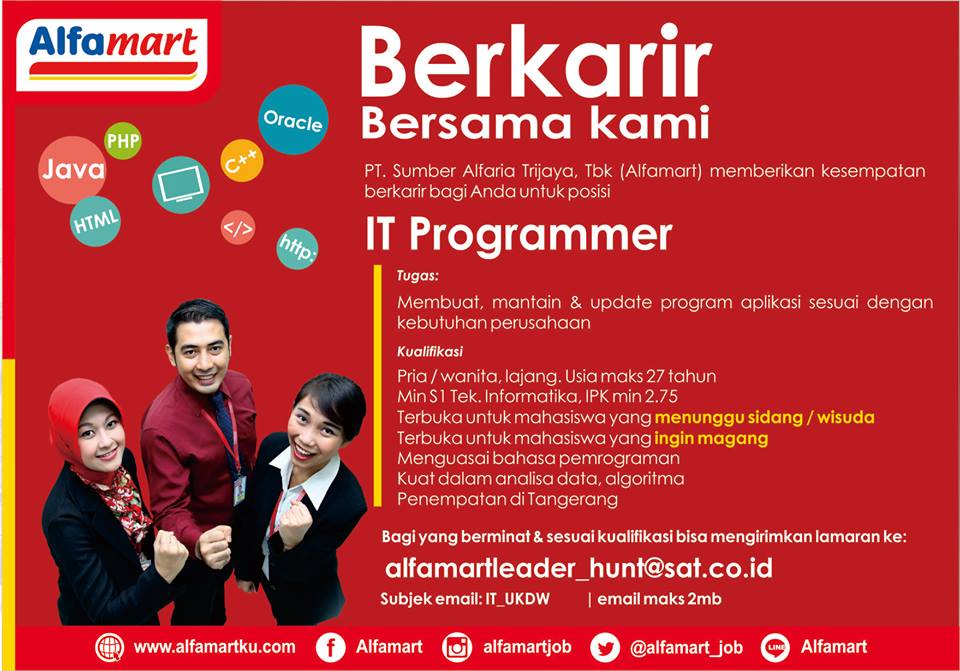 Alfamart
Berkarir
Bersama kami
Oracle
PHP
C++
Java
HTML
</>
http:
PT. Sumber Alfaria Trijaya, Tbk (Alfamart) memberikan kesempatan
berkarir bagi Anda untuk posisi
IT Programmer
Tugas:
Membuat, mantain & update program aplikasi sesuai dengan
kebutuhan perusahaan
Kualifikasi
Pria / wanita, lajang. Usia maks 27 tahun
Min S1 Tek. Informatika, IPK min 2.75
Terbuka untuk mahasiswa yang menunggu sidang / wisuda
Terbuka untuk mahasiswa yang ingin magang
Menguasai bahasa pemrograman
Kuat dalam analisa data, algoritma
Penempatan di Tangerang
Bagi yang berminat & sesuai kualifikasi bisa mengirimkan lamaran ke:
alfamartleader_hunt@sat.co.id
Subjek email: IT_UKDW | email maks 2mb
www.alfamartku.com f Alfamart alfamartjob @alfamart_job LINE Alfamart